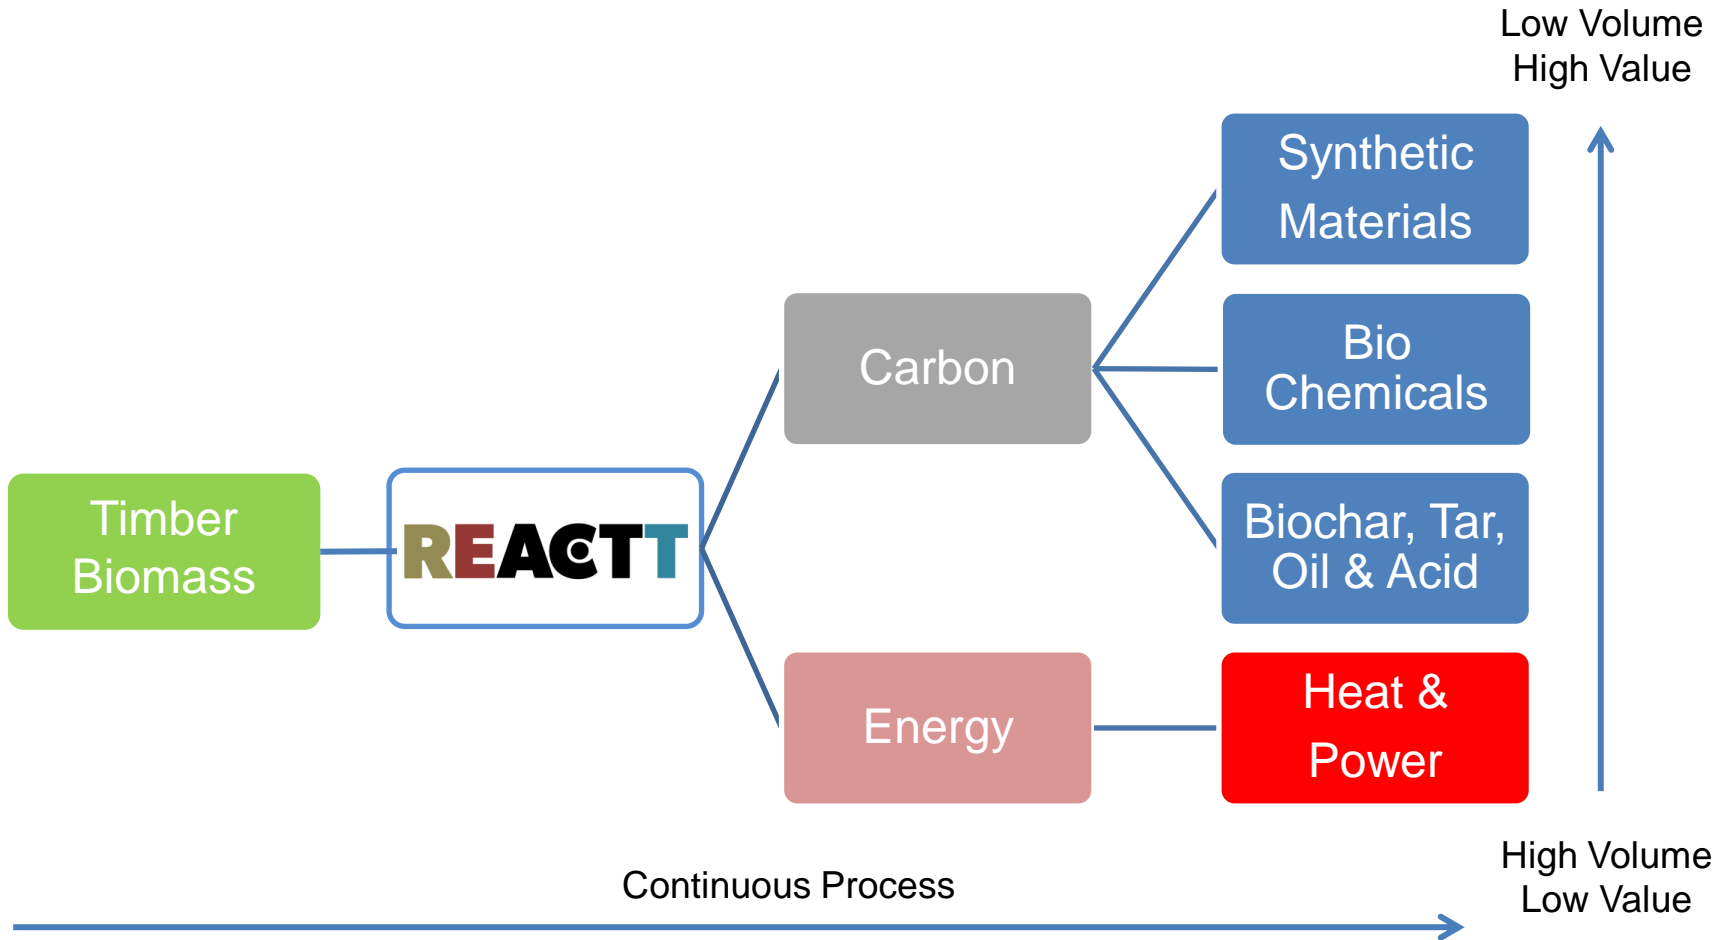 Low Volume
High Value
Synthetic
Materials
Bio
Chemicals
Carbon
Timber
Biomass
REACTT
Biochar, Tar,
Oil & Acid
Energy
Heat &
Power
High Volume
Low Value
Continuous Process